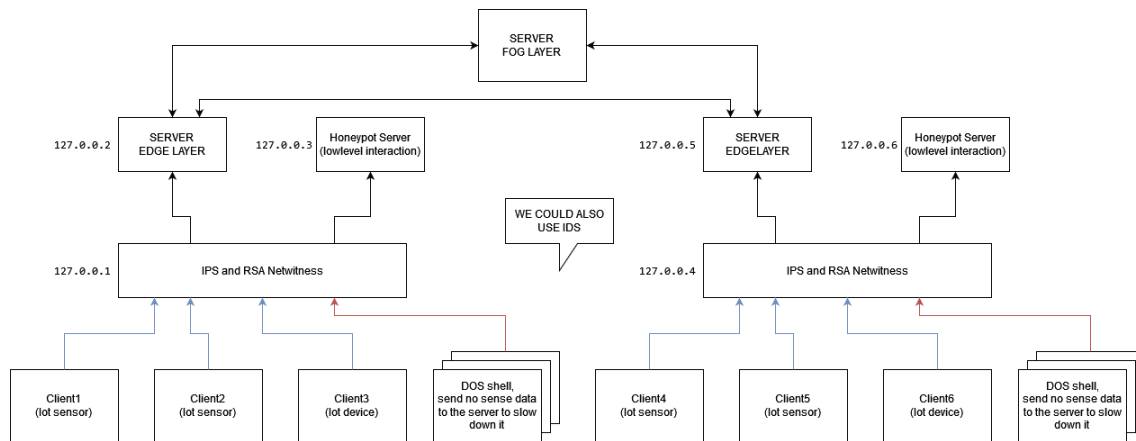 SERVER
FOG LAYER
127.0.0.2
SERVER
EDGE LAYER
127.0.0.3
Honeypot Server
(lowlevel interaction)
127.0.0.5
SERVER
EDGELAYER
127.0.0.6
Honeypot Server
(lowlevel interaction)
WE COULD ALSO
USE IDS
127.0.0.1
IPS and RSA Netwitness
127.0.0.4
IPS and RSA Netwitness
Client1
(Iot sensor)
Client2
(Iot sensor)
Client3
(Iot device)
DOS shell,
send no sense data
to the server to slow
down it
Client4
(Iot sensor)
Client5
(Iot sensor)
Client6
(Iot device)
DOS shell,
send no sense data
to the server to slow
down it